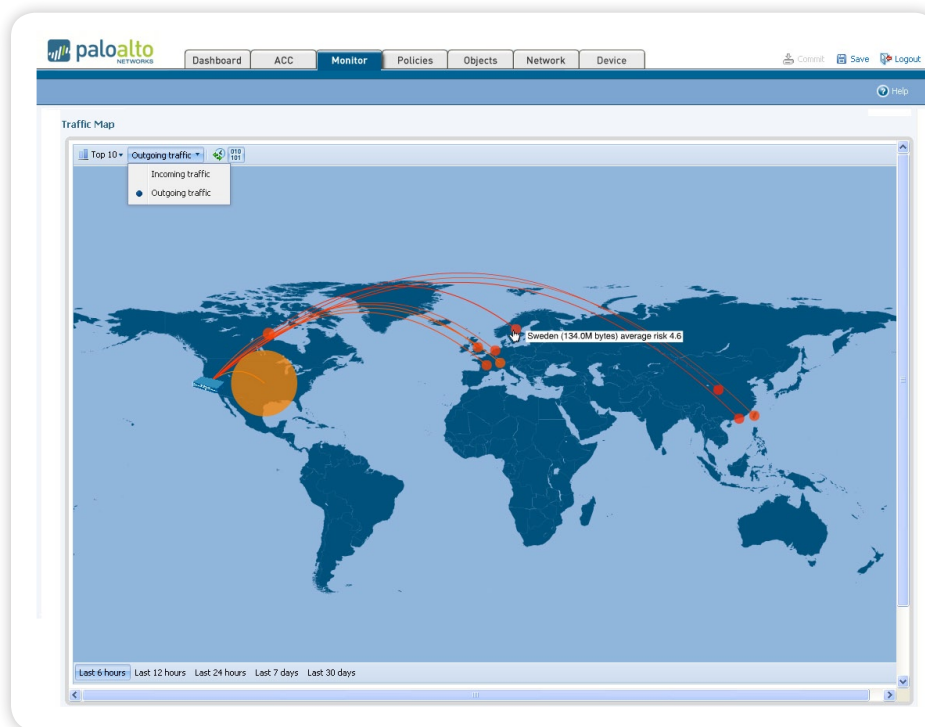 paloalto
NETWORKS
Dashboard ACC Monitor Policies Objects Network Device
Commit Save Logout
Help
Traffic Map
Top 10 Outgoing traffic 010
101
Incoming traffic
Outgoing traffic
Sweden (134.0M bytes) average risk 4.6
Last 6 hours Last 12 hours Last 24 hours Last 7 days Last 30 days